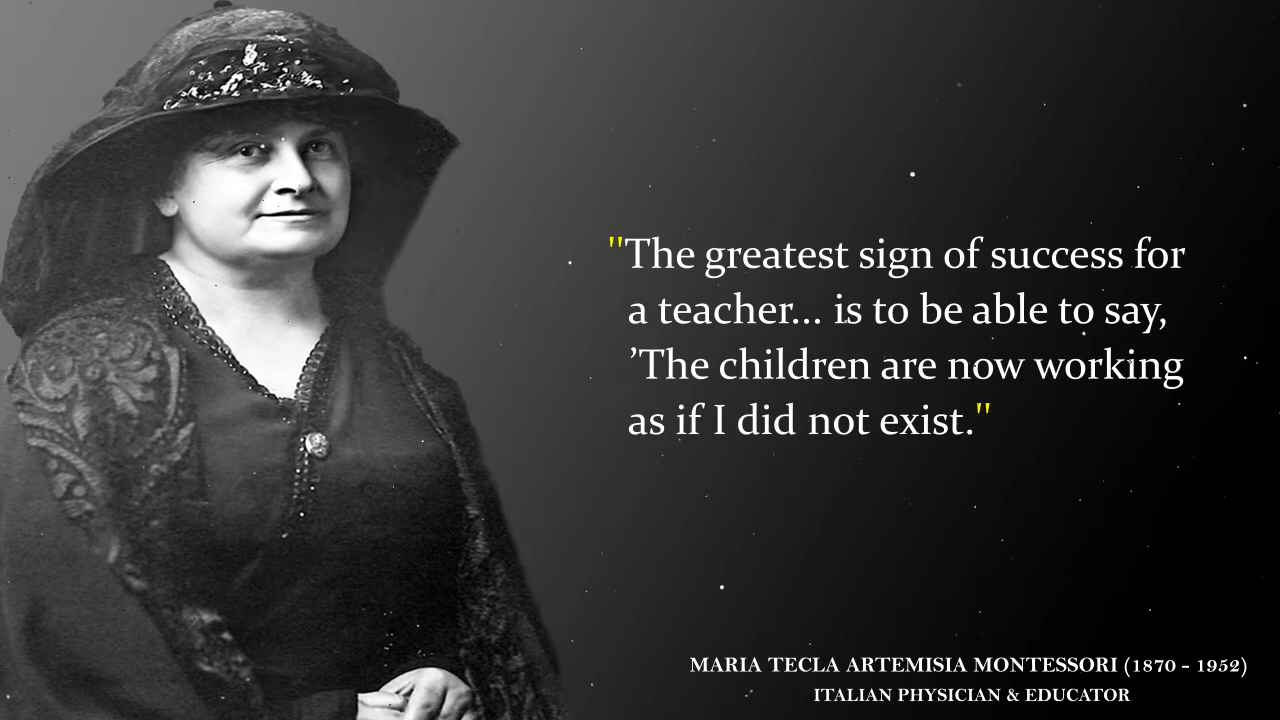 "The greatest sign of success for
a teacher... is to be able to say,
’The children are now working
as if I did not exist."
MARIA TECLA ARTEMISIA MONTESSORI (1870 - 1952)
ITALIAN PHYSICIAN & EDUCATOR